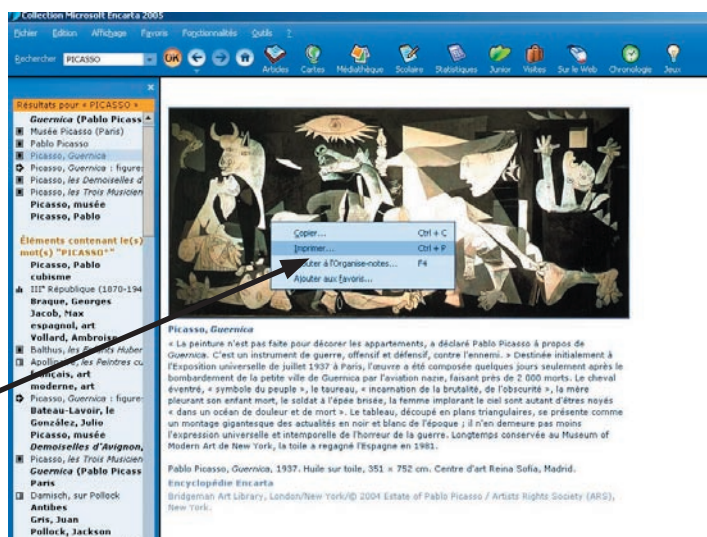 Collection Microsoft Encarta 2005
Fichier Edition Affichage Favoris Fonctionnalités Outils ?
Rechercher PICASSO OK
Articles Cartes Médiathèque Scolaire Statistiques Junior Visites Sur le Web Chronologie Jeux
Résultats pour « PICASSO »
Guernica (Pablo Picass
Musée Picasso (Paris)
Pablo Picasso
Picasso, Guernica
Picasso, Guernica : figure
Picasso, les Demoiselles d
Picasso, les Trois Musicien
Picasso, musée
Picasso, Pablo
Éléments contenant le(s)
mot(s) "PICASSO*"
Picasso, Pablo
cubisme
IIIe République (1870-194
Braque, Georges
Jacob, Max
espagnol, art
Vollard, Ambroise
Balthus, les Enfants Huber
Apollinaire, les Peintres cu
français, art
moderne, art
Picasso, Guernica : figure
Bateau-Lavoir, le
González, Julio
Picasso, musée
Demoiselles d'Avignon,
Picasso, les Trois Musicien
Guernica (Pablo Picass
Paris
Damisch, sur Pollock
Antibes
Gris, Juan
Pollock, Jackson
Copier... Ctrl + C
Imprimer... Ctrl + P
Ajouter à l'Organise-notes... F4
Ajouter aux favoris...
Picasso, Guernica
« La peinture n'est pas faite pour décorer les appartements, a déclaré Pablo Picasso à propos de
Guernica. C'est un instrument de guerre, offensif et défensif, contre l'ennemi. » Destinée initialement à
l'Exposition universelle de juillet 1937 à Paris, l'œuvre a été composée quelques jours seulement après le
bombardement de la petite ville de Guernica par l'aviation nazie, faisant près de 2 000 morts. Le cheval
éventré, « symbole du peuple », le taureau, « incarnation de la brutalité, de l'obscurité », la mère
pleurant son enfant mort, le soldat à l'épée brisée, la femme implorant le ciel sont autant d'êtres noyés
« dans un océan de douleur et de mort ». Le tableau, découpé en plans triangulaires, se présente comme
un montage gigantesque des actualités en noir et blanc de l'époque ; il n'en demeure pas moins
l'expression universelle et intemporelle de l'horreur de la guerre. Longtemps conservée au Museum of
Modern Art de New York, la toile a regagné l'Espagne en 1981.
Pablo Picasso, Guernica, 1937. Huile sur toile, 351 × 752 cm. Centre d'art Reina Sofía, Madrid.
Encyclopédie Encarta
Bridgeman Art Library, London/New York/© 2004 Estate of Pablo Picasso / Artists Rights Society (ARS),
New York.